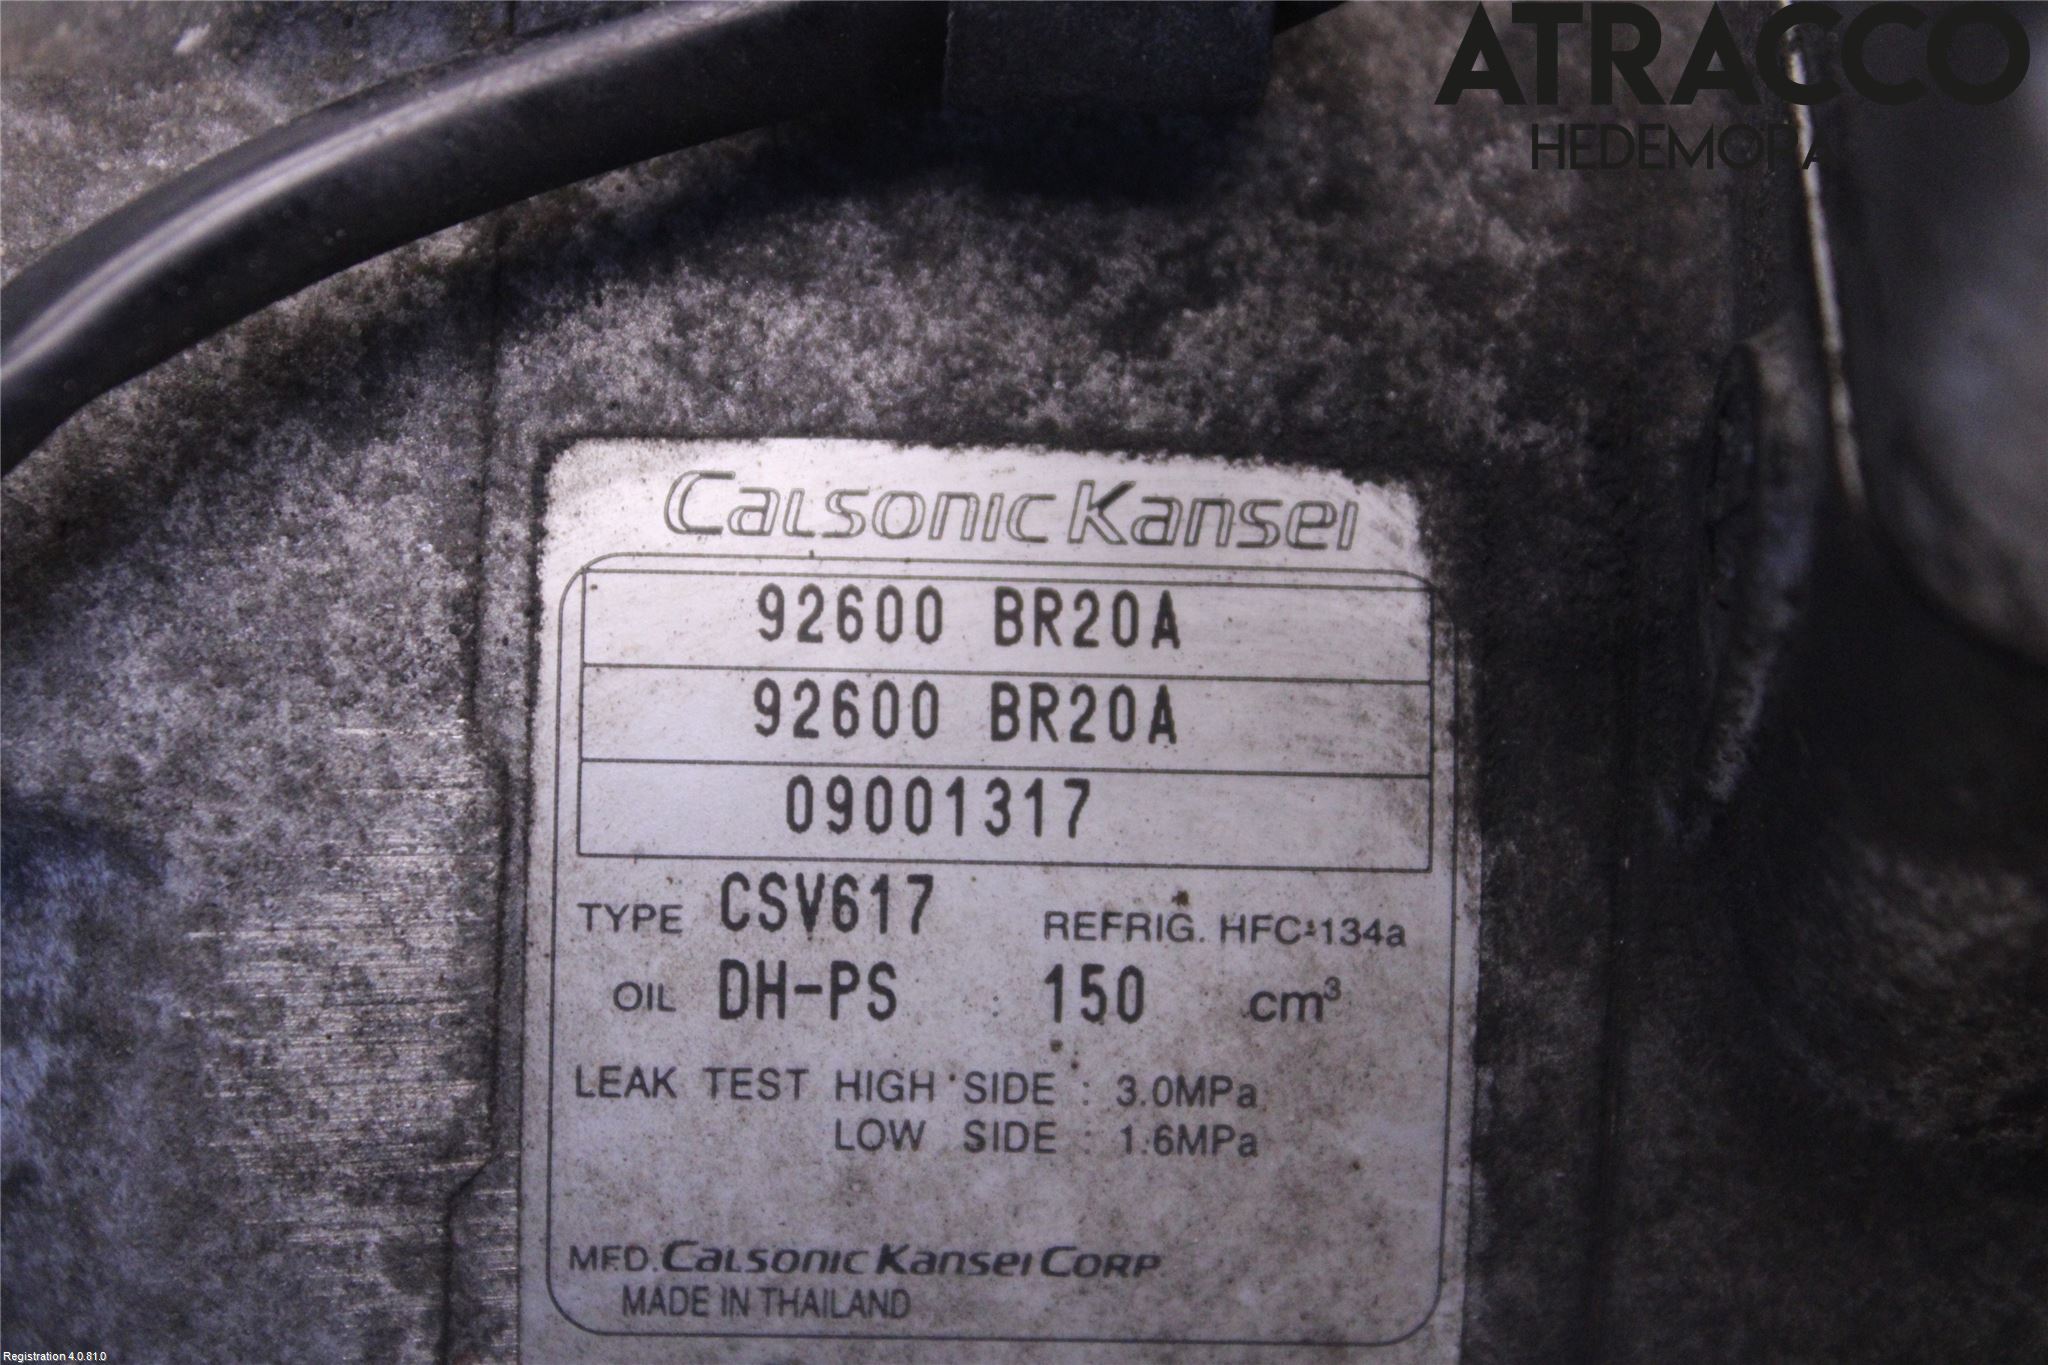 ATRACCO
HEDEMORA
Calsonic Kansei
92600 BR20A
92600 BR20A
09001317
TYPE CSV617 REFRIG. HFC-134a
OIL DH-PS 150 cm³
LEAK TEST HIGH SIDE : 3.0MPa
LOW SIDE : 1.6MPa
MFD. Calsonic Kansei Corp
MADE IN THAILAND
Registration 4.0.81.0